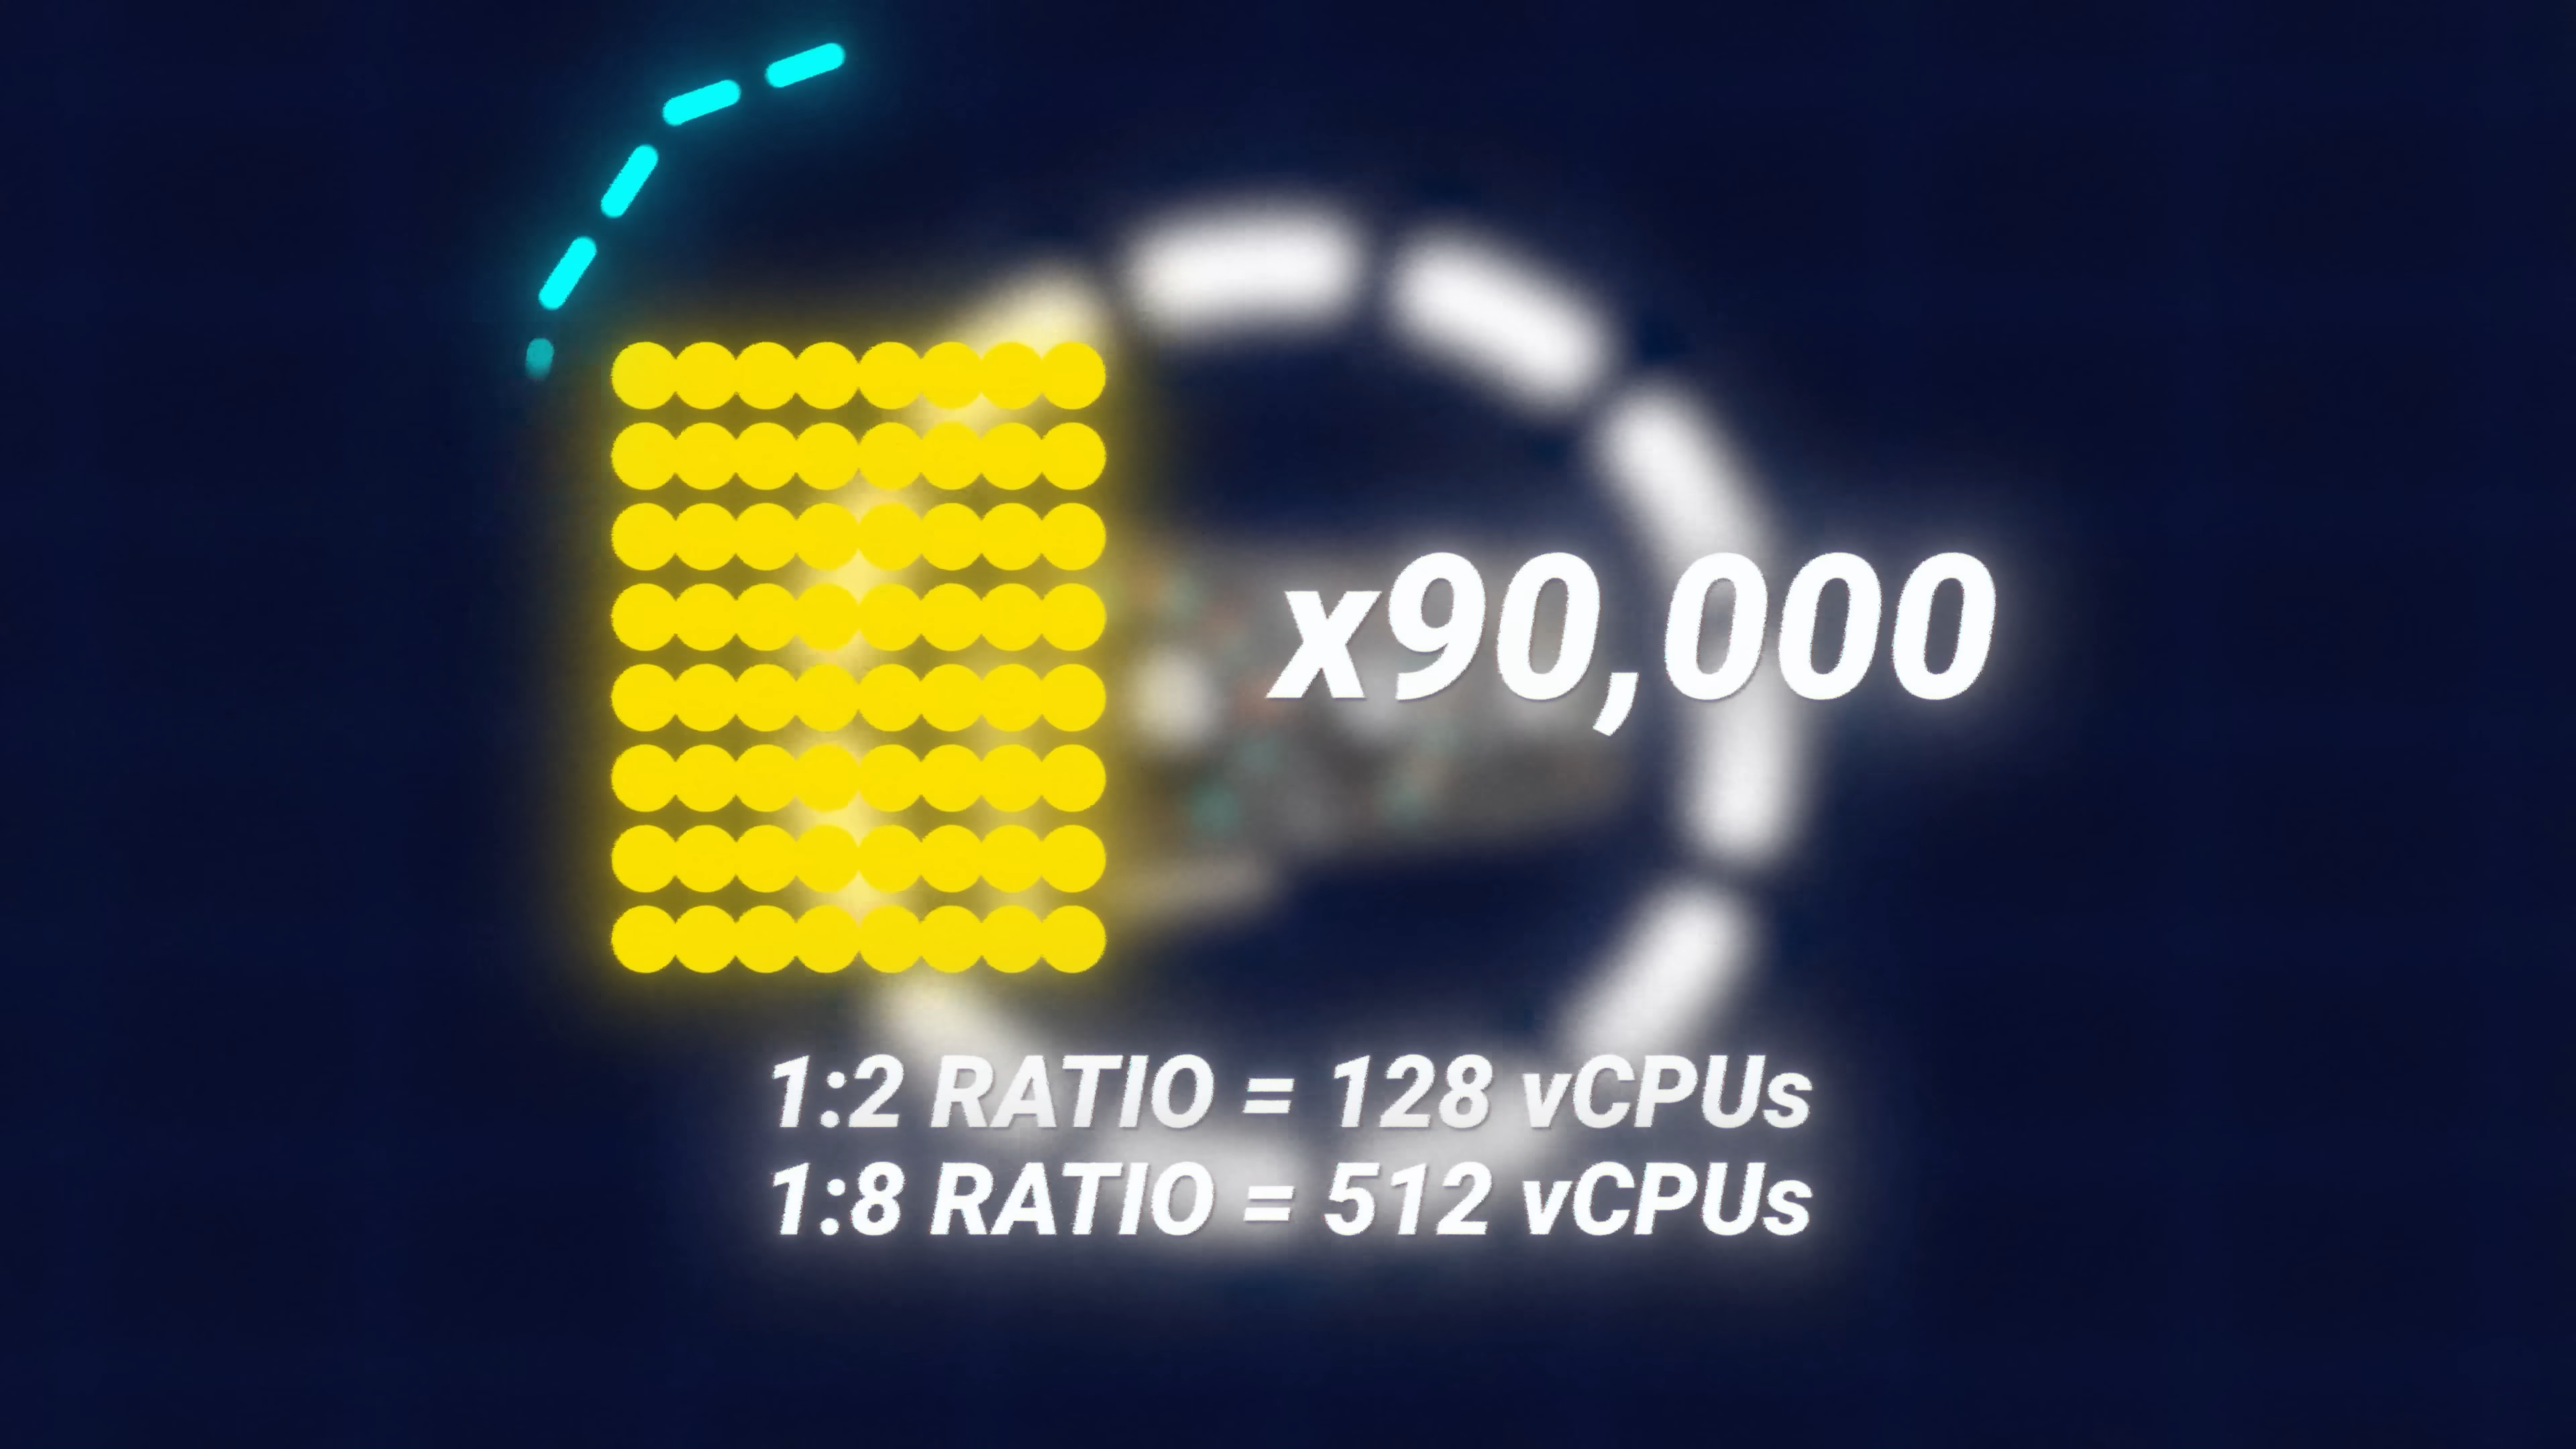 x90,000
1:2 RATIO = 128 vCPUs
1:8 RATIO = 512 vCPUs